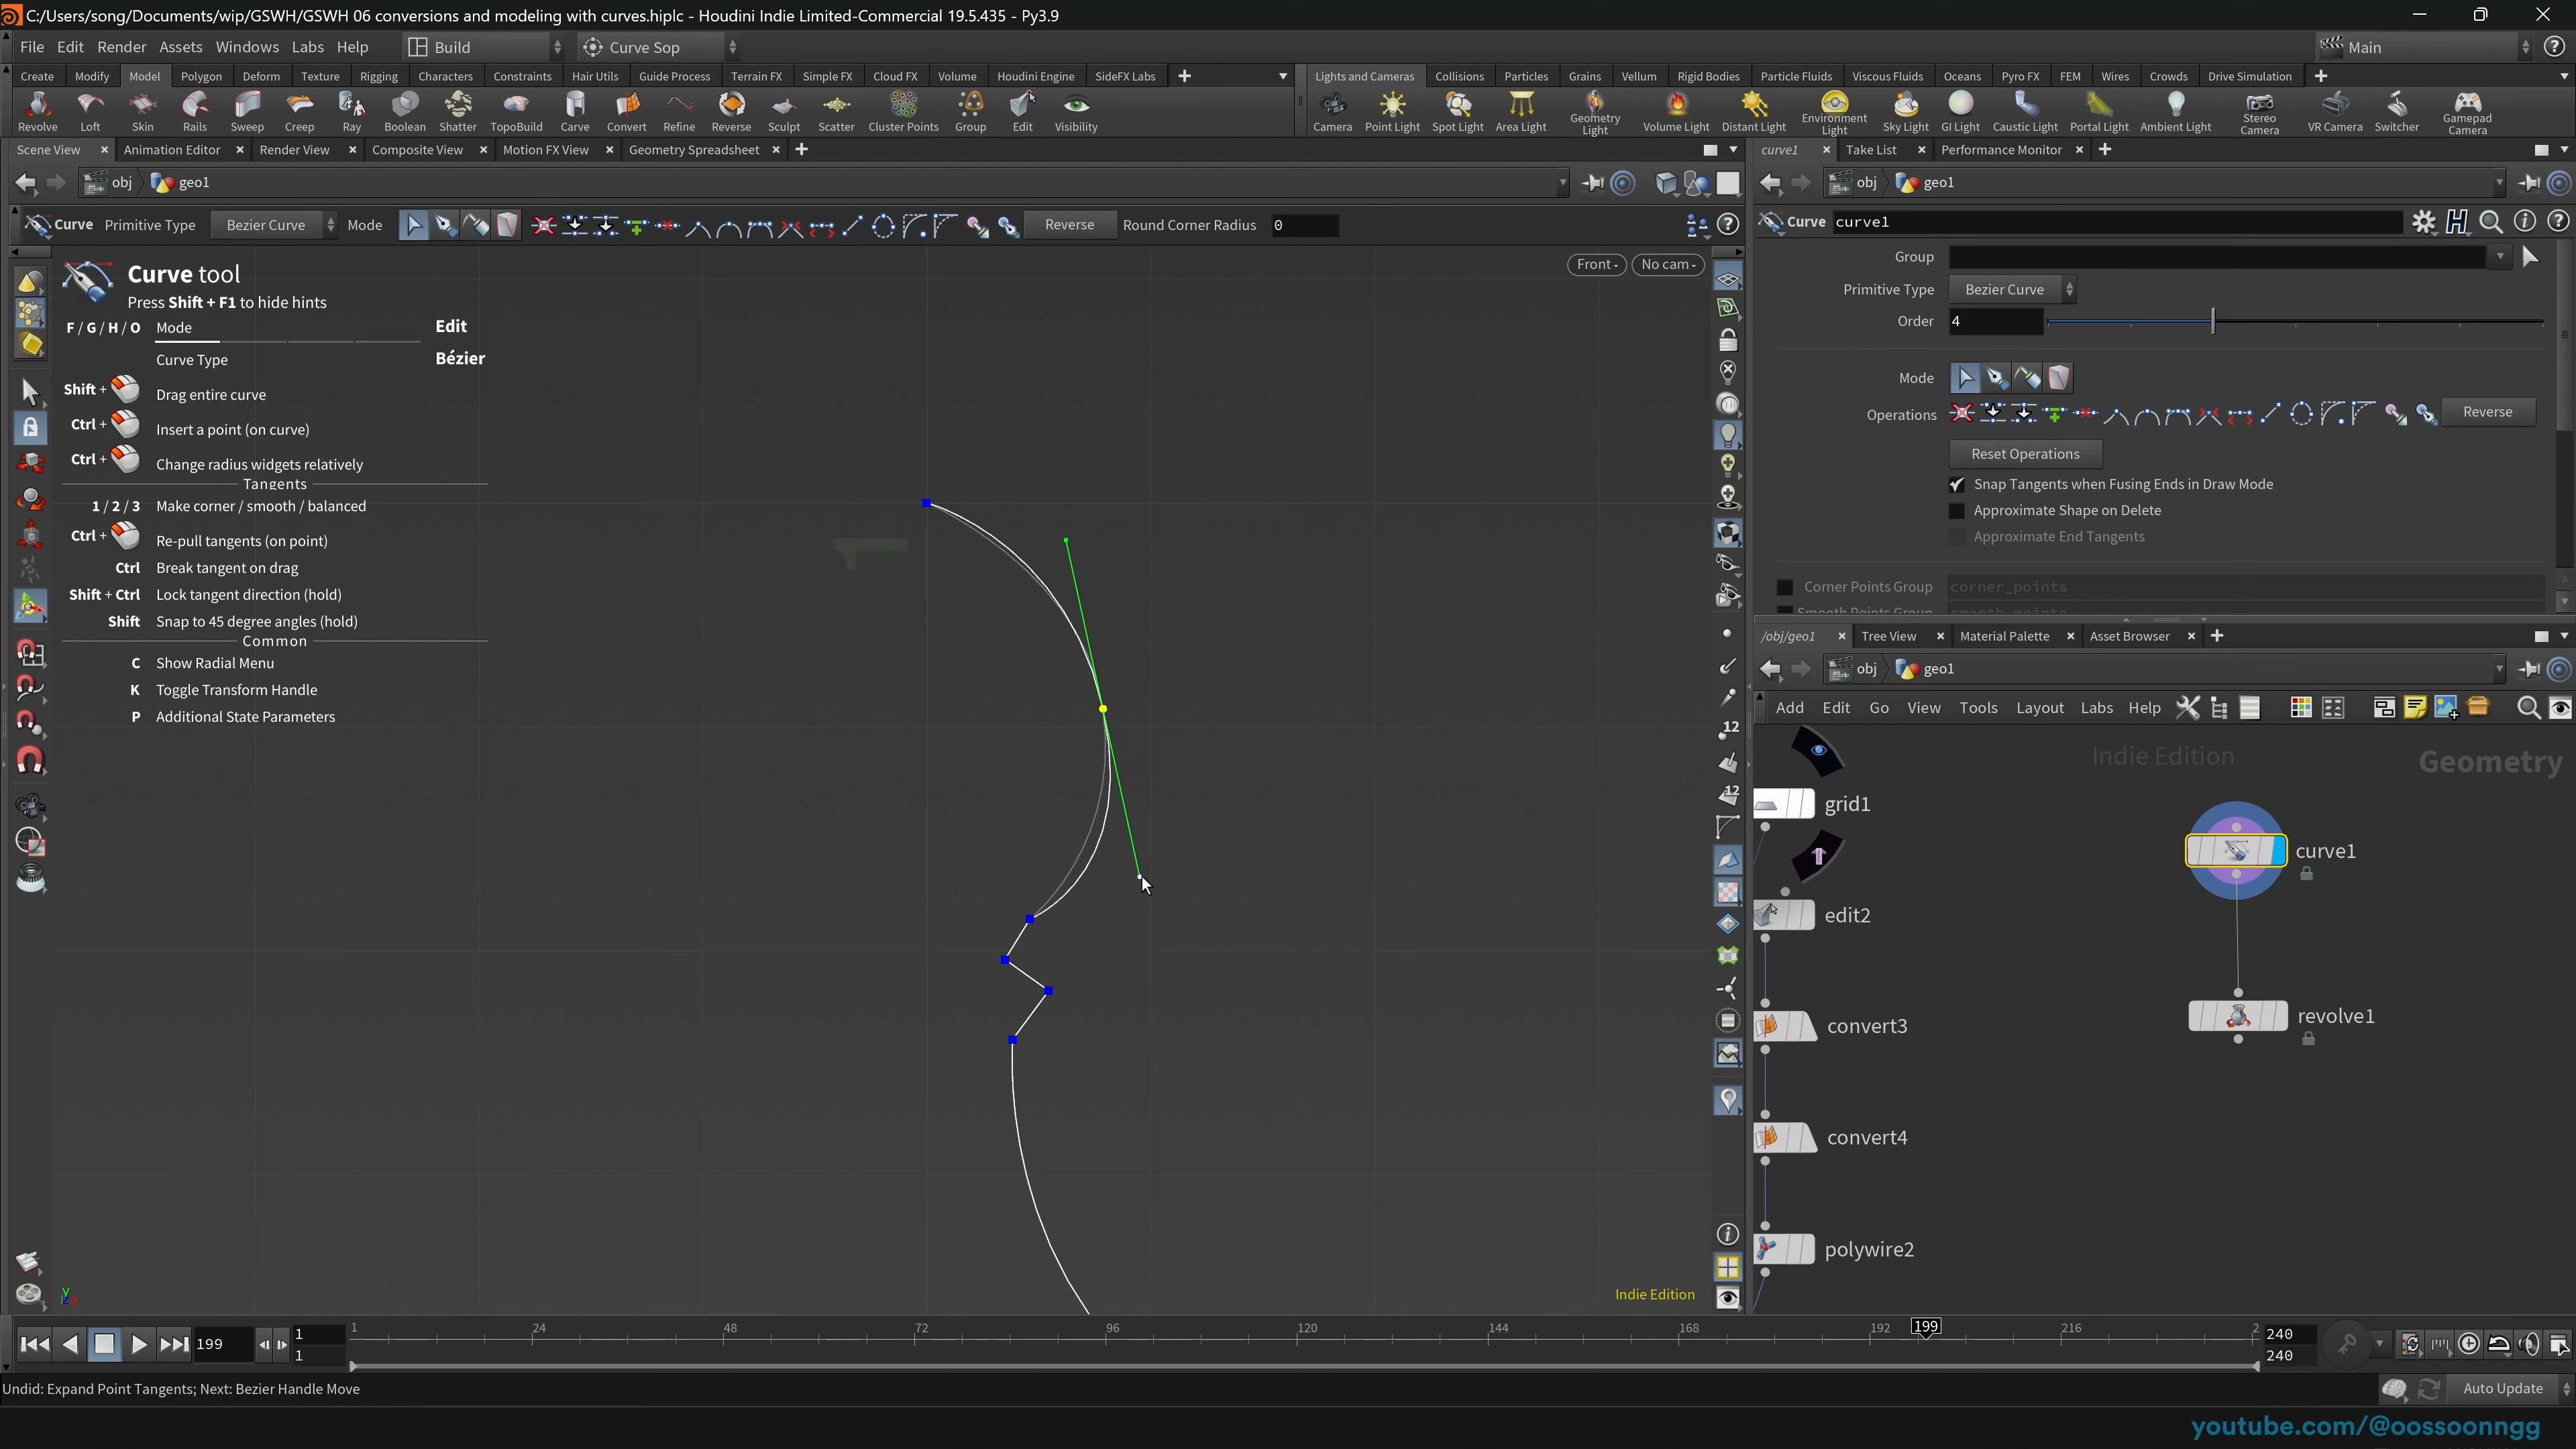 C:/Users/song/Documents/wip/GSWH/GSWH 06 conversions and modeling with curves.hiplc - Houdini Indie Limited-Commercial 19.5.435 - Py3.9
File Edit Render Assets Windows Labs Help Build Curve Sop Main
Create Modify Model Polygon Deform Texture Rigging Characters Constraints Hair Utils Guide Process Terrain FX Simple FX Cloud FX Volume Houdini Engine SideFX Labs
Lights and Cameras Collisions Particles Grains Vellum Rigid Bodies Particle Fluids Viscous Fluids Oceans Pyro FX FEM Wires Crowds Drive Simulation
Revolve Loft Skin Rails Sweep Creep Ray Boolean Shatter TopoBuild Carve Convert Refine Reverse Sculpt Scatter Cluster Points Group Edit Visibility
Camera Point Light Spot Light Area Light Geometry Light Volume Light Distant Light Environment Light Sky Light GI Light Caustic Light Portal Light Ambient Light Stereo Camera VR Camera Switcher Gamepad Camera
Scene View Animation Editor Render View Composite View Motion FX View Geometry Spreadsheet
obj geo1
Curve Primitive Type Bezier Curve Mode Reverse Round Corner Radius 0
Front No cam
Curve tool
Press Shift + F1 to hide hints
F / G / H / O Mode Edit
Curve Type Bézier
Shift + Drag entire curve
Ctrl + Insert a point (on curve)
Ctrl + Change radius widgets relatively
Tangents
1 / 2 / 3 Make corner / smooth / balanced
Ctrl + Re-pull tangents (on point)
Ctrl Break tangent on drag
Shift + Ctrl Lock tangent direction (hold)
Shift Snap to 45 degree angles (hold)
Common
C Show Radial Menu
K Toggle Transform Handle
P Additional State Parameters
12
12
Indie Edition
curve1 Take List Performance Monitor
obj geo1
Curve curve1
Group
Primitive Type Bezier Curve
Order 4
Mode
Operations Reverse
Reset Operations
Snap Tangents when Fusing Ends in Draw Mode
Approximate Shape on Delete
Approximate End Tangents
Corner Points Group corner_points
Smooth Points Group smooth_points
/obj/geo1 Tree View Material Palette Asset Browser
obj geo1
Add Edit Go View Tools Layout Labs Help
Indie Edition Geometry
grid1
curve1
edit2
revolve1
convert3
convert4
polywire2
199 1 1 24 48 72 96 120 144 168 192 199 216 2 240
1 240
Undid: Expand Point Tangents; Next: Bezier Handle Move
Auto Update
youtube.com/@oossoonngg